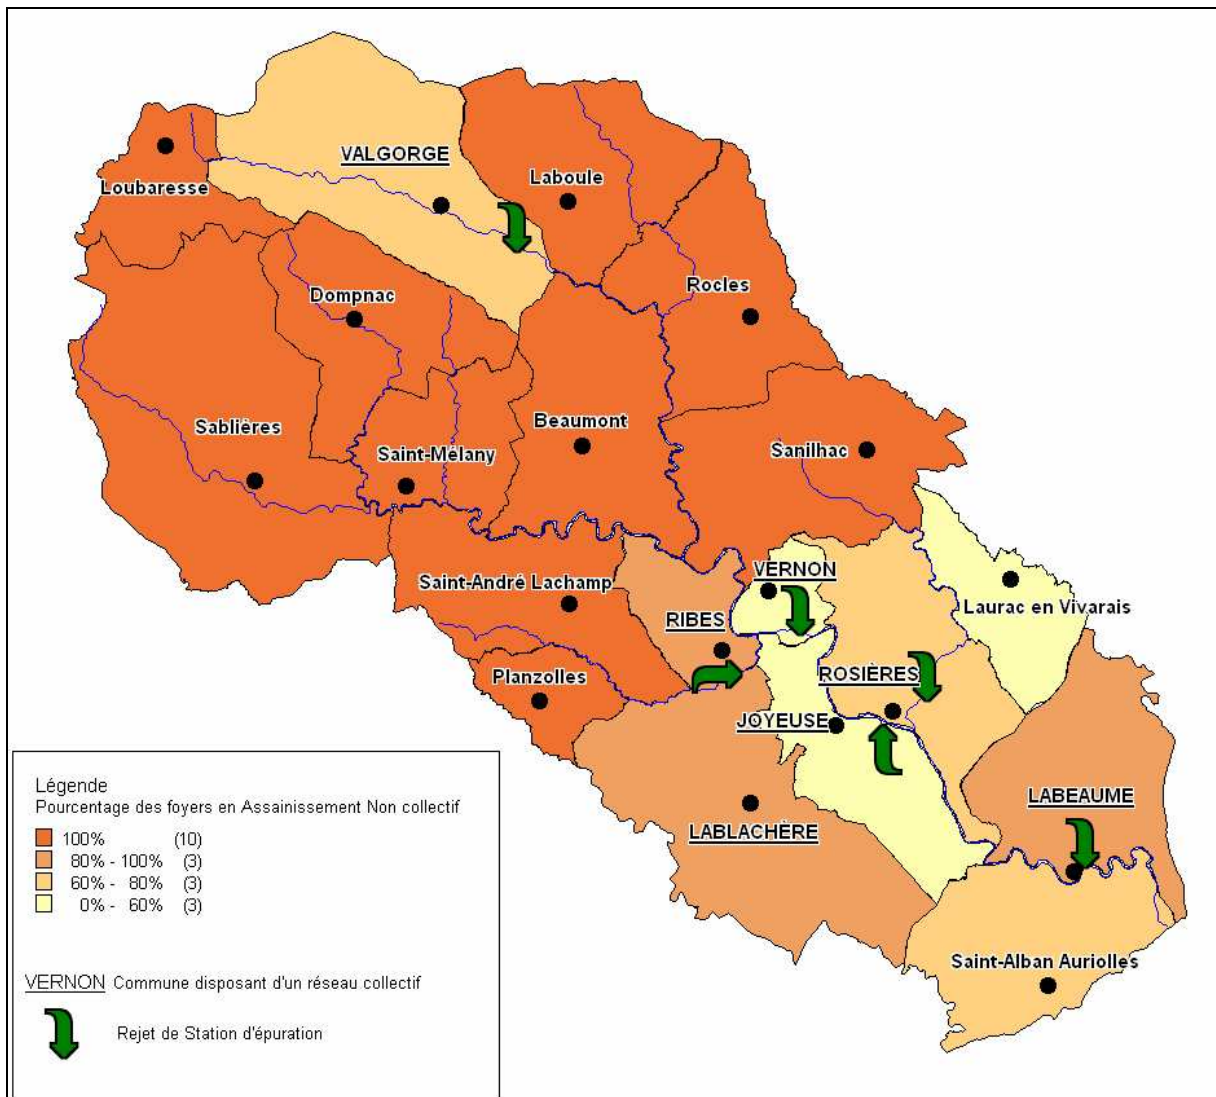 VALGORGE
Loubaresse
Laboule
Rocles
Dompnac
Sablières
Saint-Mélany
Beaumont
Sanilhac
Saint-André Lachamp
VERNON
Laurac en Vivarais
RIBES
Planzolles
ROSIÈRES
JOYEUSE
LABLACHÈRE
LABEAUME
Saint-Alban Auriolles
Légende
Pourcentage des foyers en Assainissement Non collectif
100% (10)
80% - 100% (3)
60% - 80% (3)
0% - 60% (3)
VERNON Commune disposant d'un réseau collectif
Rejet de Station d'épuration